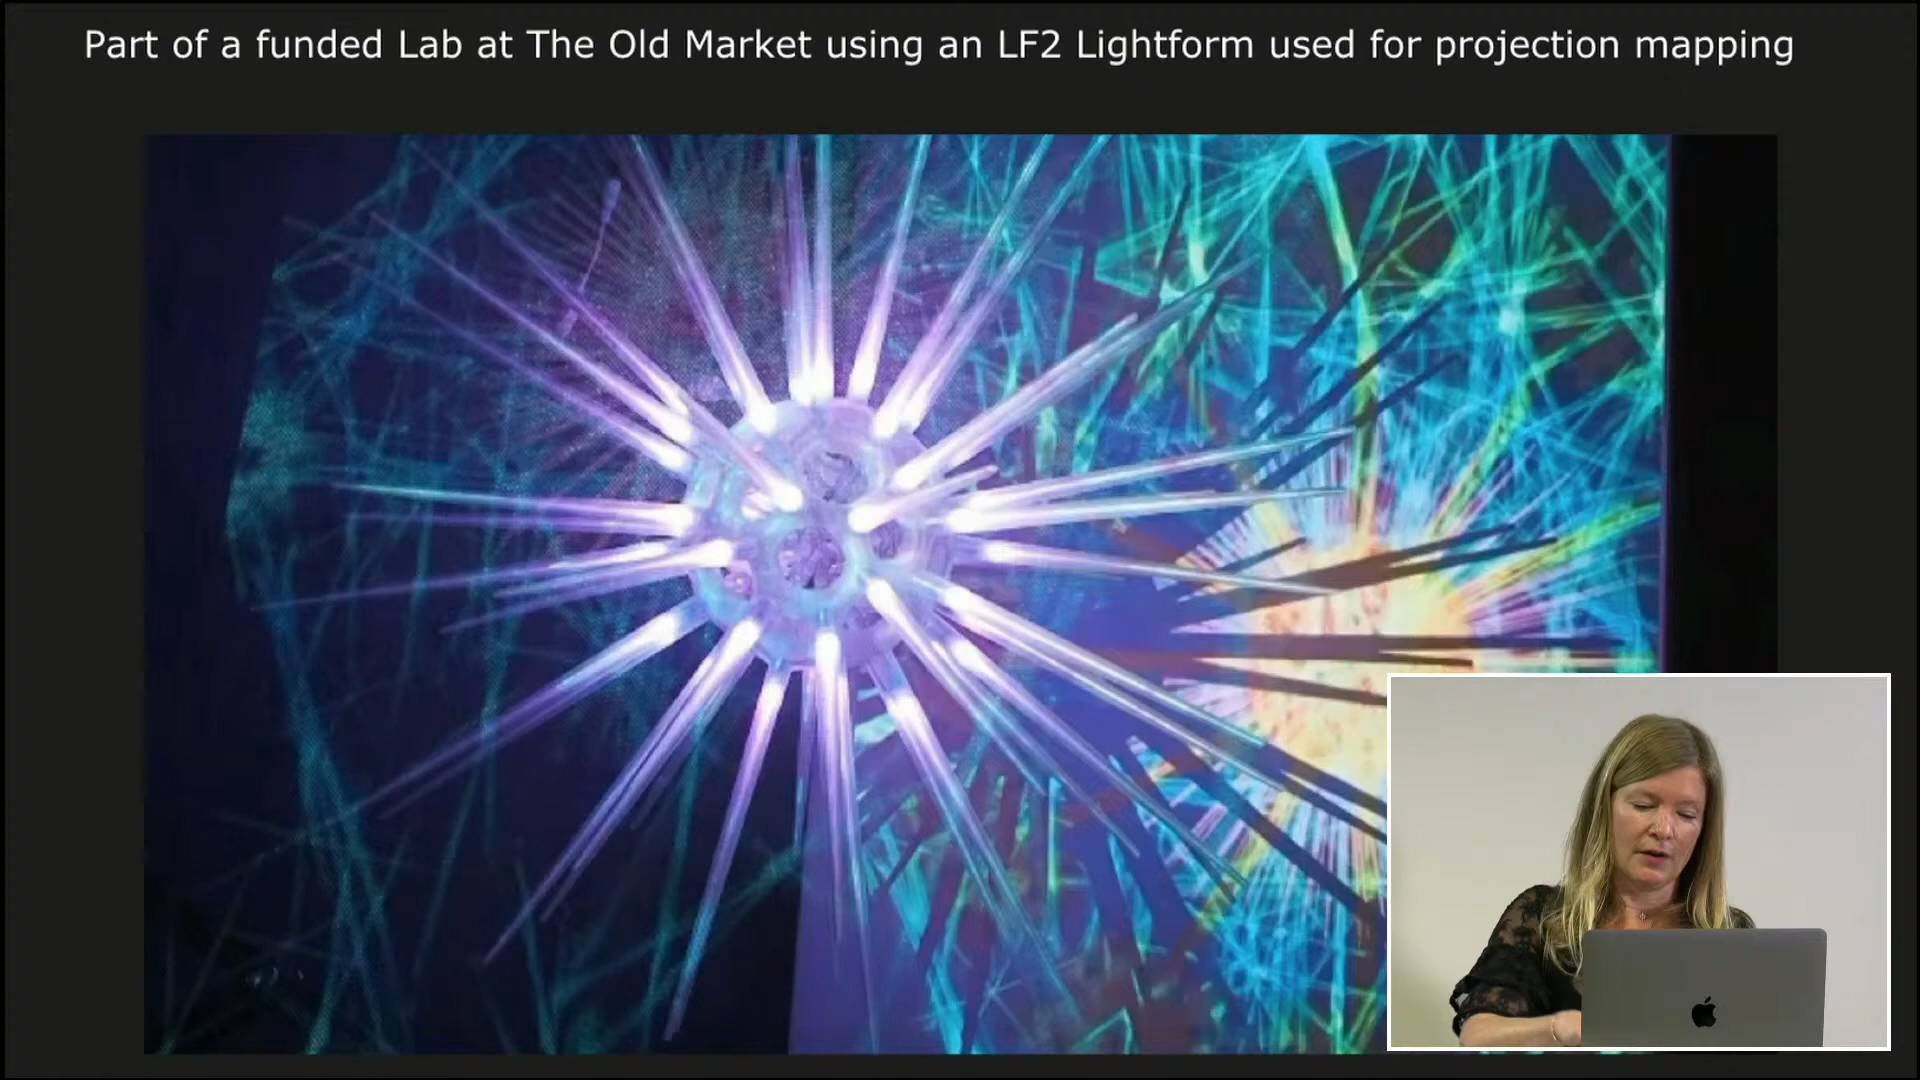 Part of a funded Lab at The Old Market using an LF2 Lightform used for projection mapping